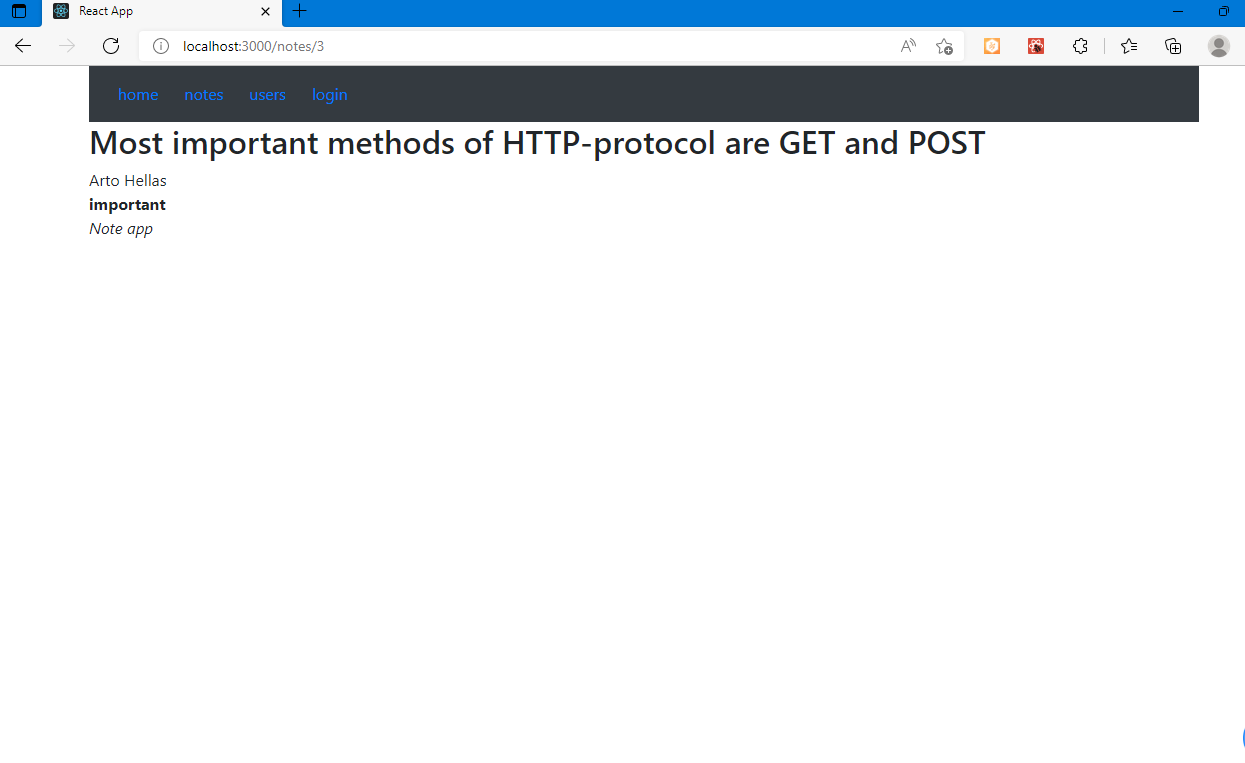 React App
localhost:3000/notes/3
home notes users login
Most important methods of HTTP-protocol are GET and POST
Arto Hellas
important
Note app